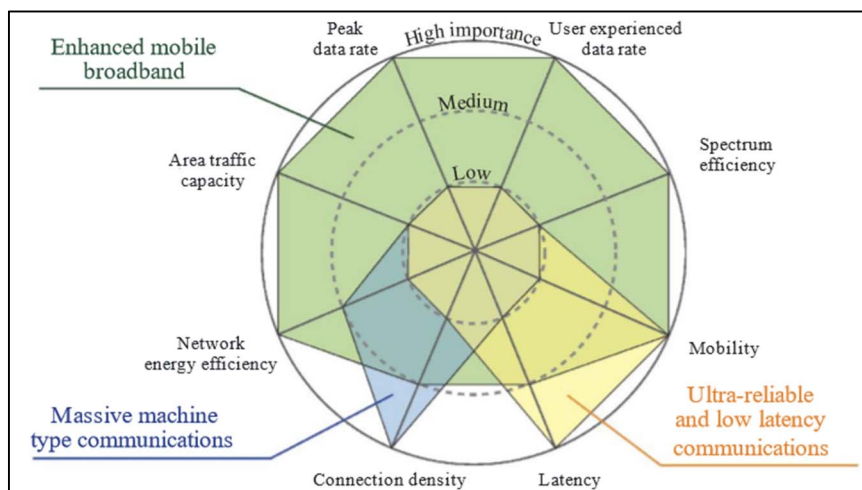 Enhanced mobile
broadband
Peak
data rate
High importance
User experienced
data rate
Medium
Low
Area traffic
capacity
Spectrum
efficiency
Network
energy efficiency
Mobility
Massive machine
type communications
Ultra-reliable
and low latency
communications
Connection density
Latency